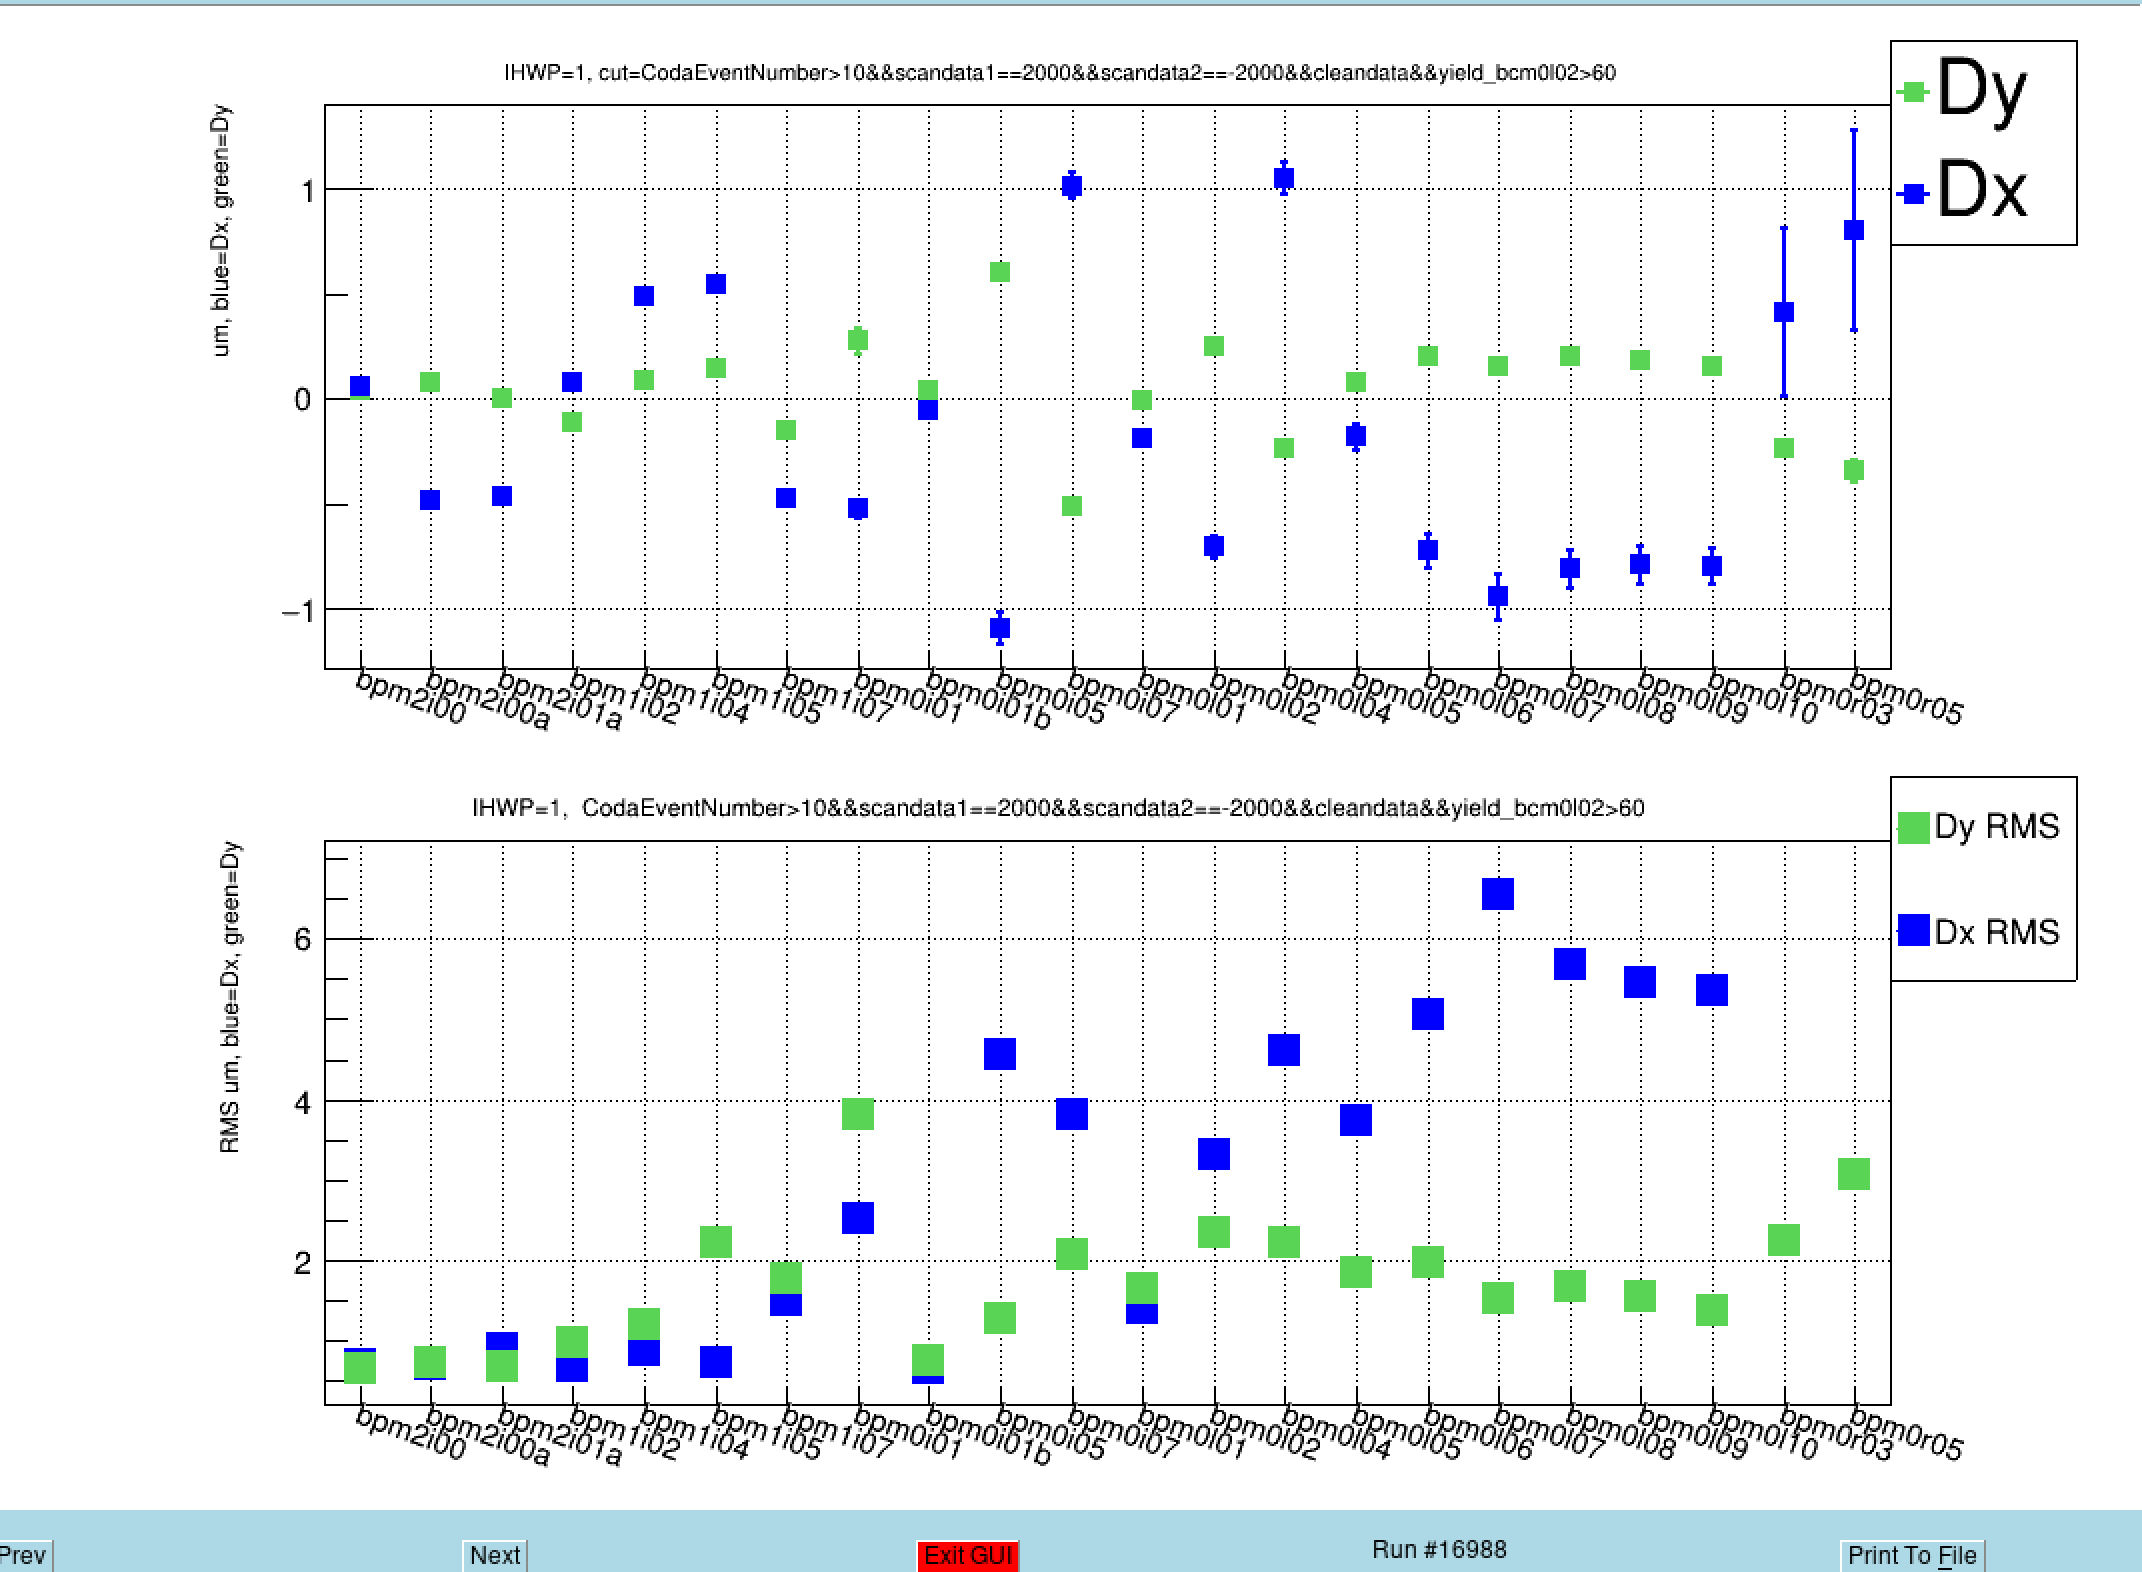 IHWP=1, cut=CodaEventNumber>10&&scandata1==2000&&scandata2==-2000&&cleandata&&yield_bcm0l02>60
um, blue=Dx, green=Dy
Dy
Dx
1
0
−1
bpm2i00
bpm2i00a
bpm2i01a
bpm1i02
bpm1i04
bpm1i05
bpm1i07
bpm0i01
bpm0i01b
bpm0i05
bpm0i07
bpm0l01
bpm0l02
bpm0l04
bpm0l05
bpm0l06
bpm0l07
bpm0l08
bpm0l09
bpm0l10
bpm0r03
bpm0r05
IHWP=1, CodaEventNumber>10&&scandata1==2000&&scandata2==-2000&&cleandata&&yield_bcm0l02>60
RMS um, blue=Dx, green=Dy
Dy RMS
Dx RMS
6
4
2
bpm2i00
bpm2i00a
bpm2i01a
bpm1i02
bpm1i04
bpm1i05
bpm1i07
bpm0i01
bpm0i01b
bpm0i05
bpm0i07
bpm0l01
bpm0l02
bpm0l04
bpm0l05
bpm0l06
bpm0l07
bpm0l08
bpm0l09
bpm0l10
bpm0r03
bpm0r05
Prev
Next
Exit GUI
Run #16988
Print To File